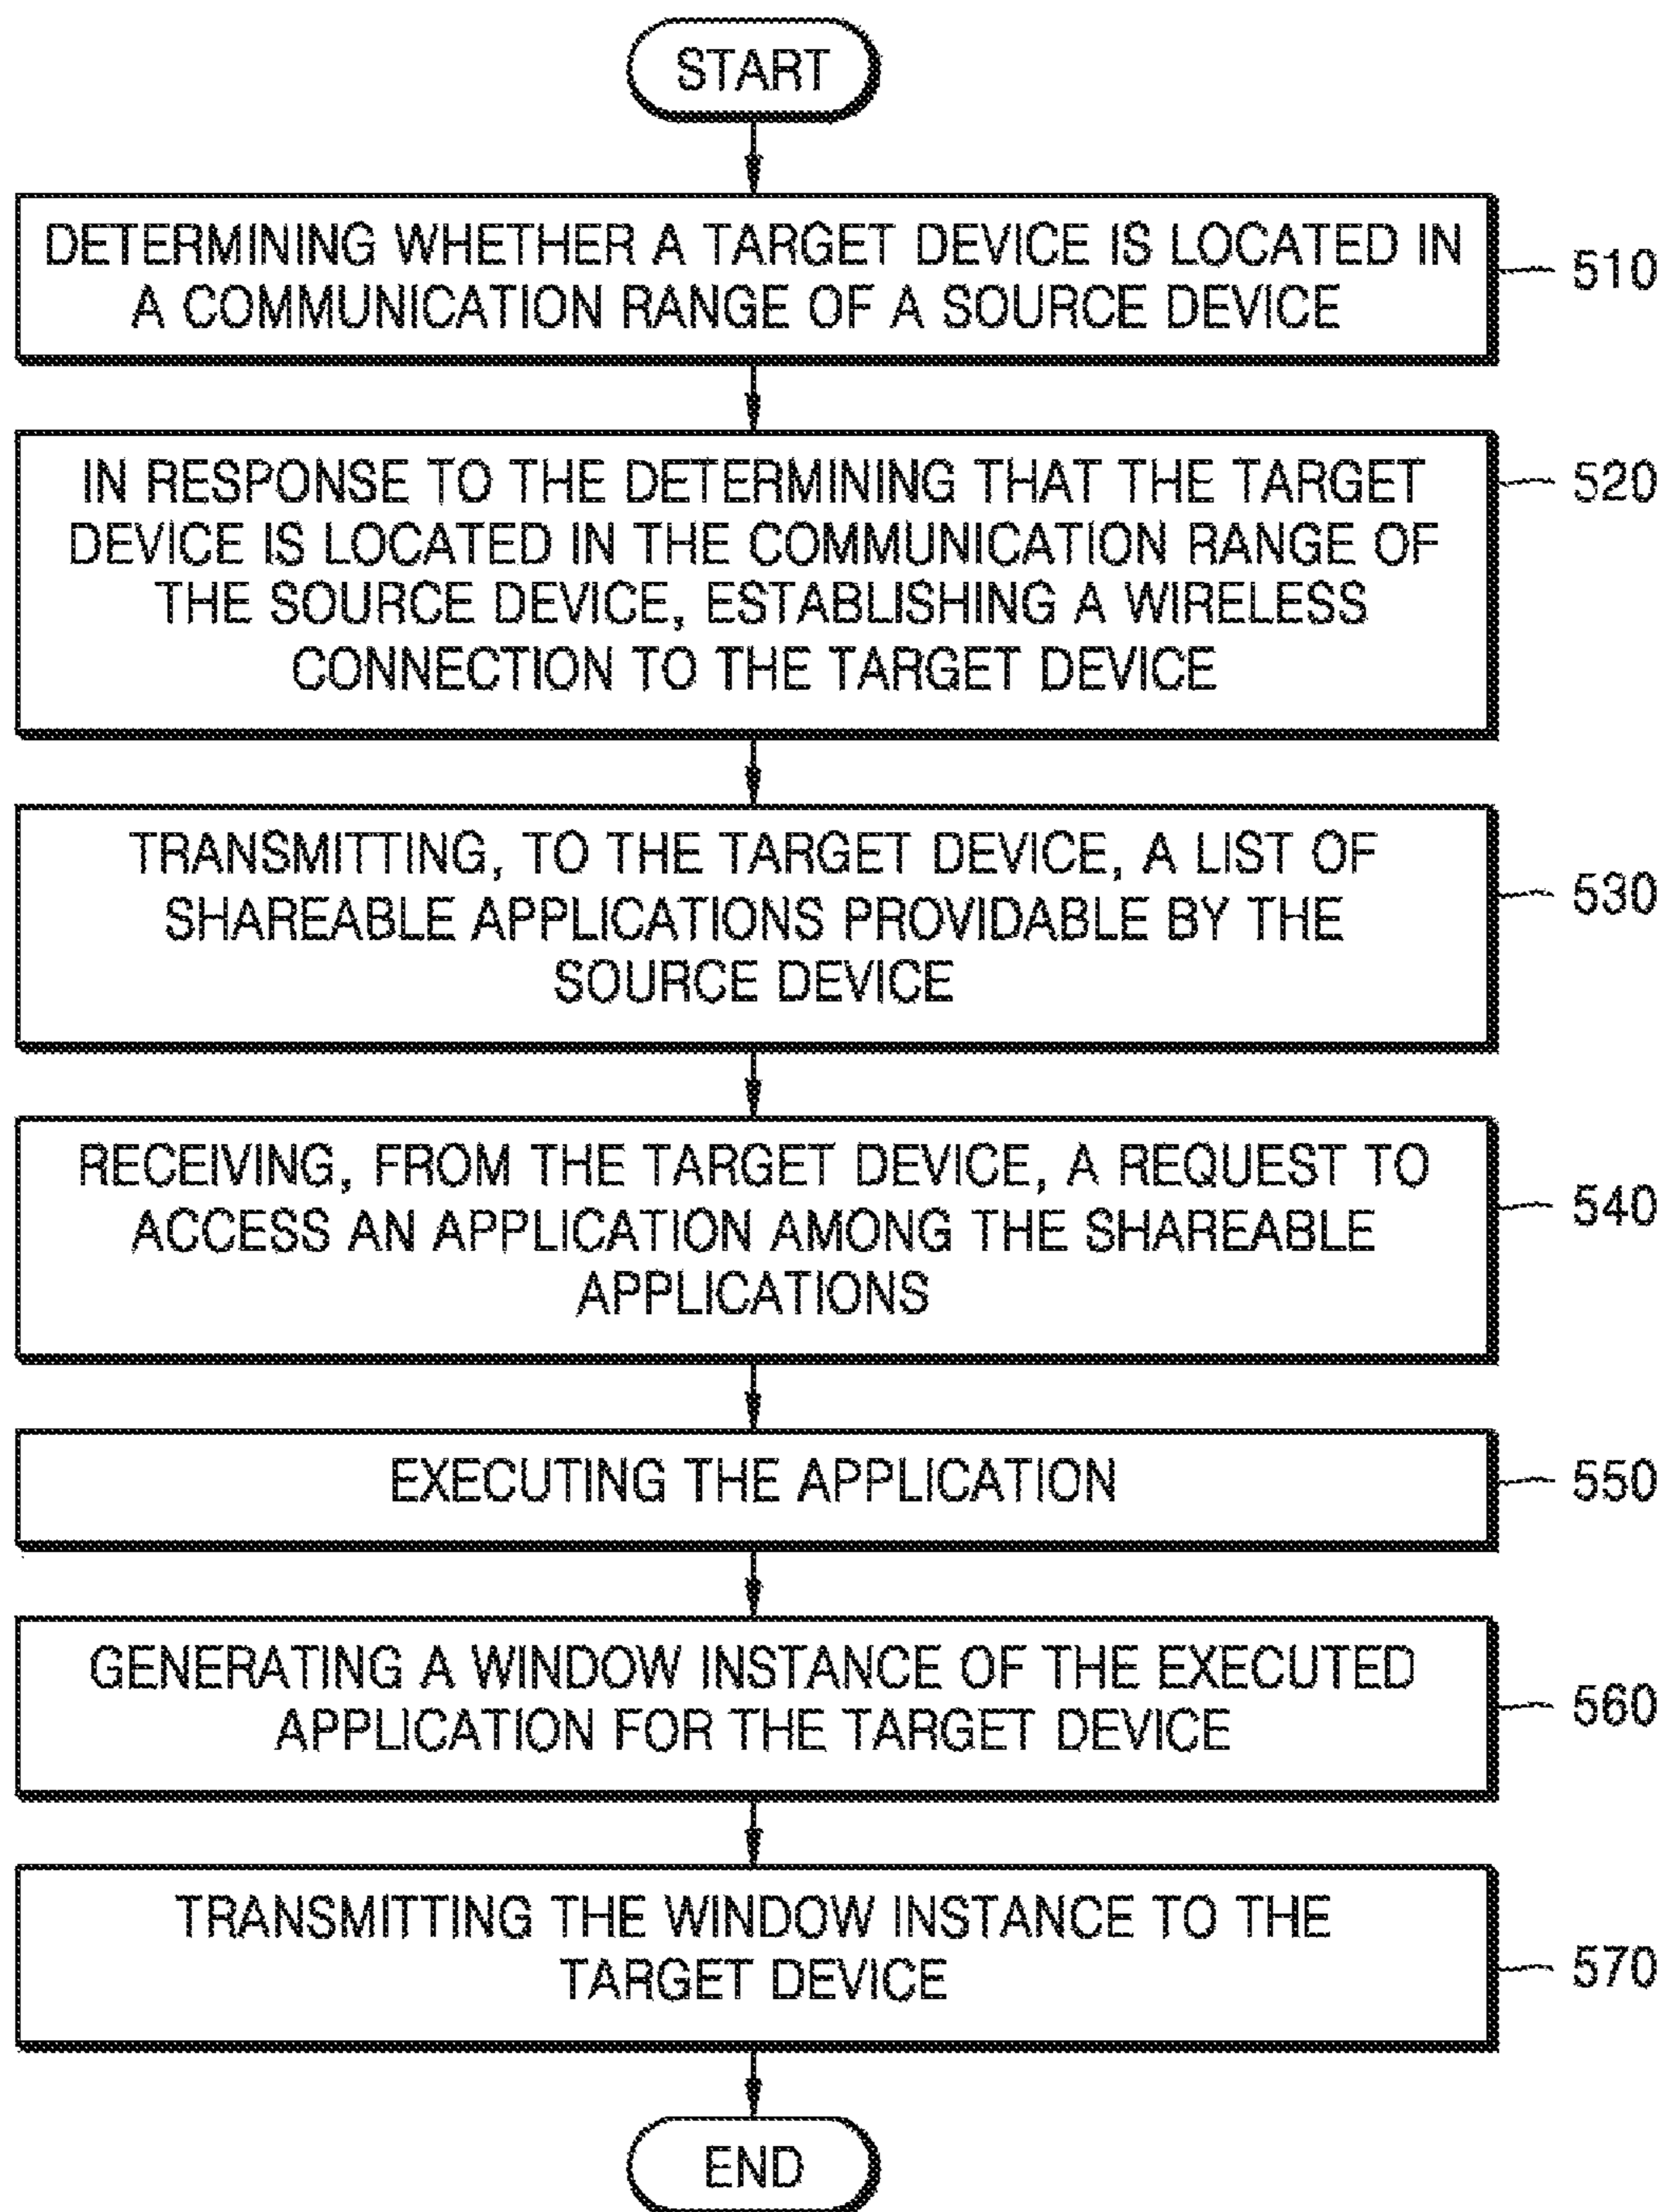 START
DETERMINING WHETHER A TARGET DEVICE IS LOCATED IN
A COMMUNICATION RANGE OF A SOURCE DEVICE
510
IN RESPONSE TO THE DETERMINING THAT THE TARGET
DEVICE IS LOCATED IN THE COMMUNICATION RANGE OF
THE SOURCE DEVICE, ESTABLISHING A WIRELESS
CONNECTION TO THE TARGET DEVICE
520
TRANSMITTING, TO THE TARGET DEVICE, A LIST OF
SHAREABLE APPLICATIONS PROVIDABLE BY THE
SOURCE DEVICE
530
RECEIVING, FROM THE TARGET DEVICE, A REQUEST TO
ACCESS AN APPLICATION AMONG THE SHAREABLE
APPLICATIONS
540
EXECUTING THE APPLICATION
550
GENERATING A WINDOW INSTANCE OF THE EXECUTED
APPLICATION FOR THE TARGET DEVICE
560
TRANSMITTING THE WINDOW INSTANCE TO THE
TARGET DEVICE
570
END